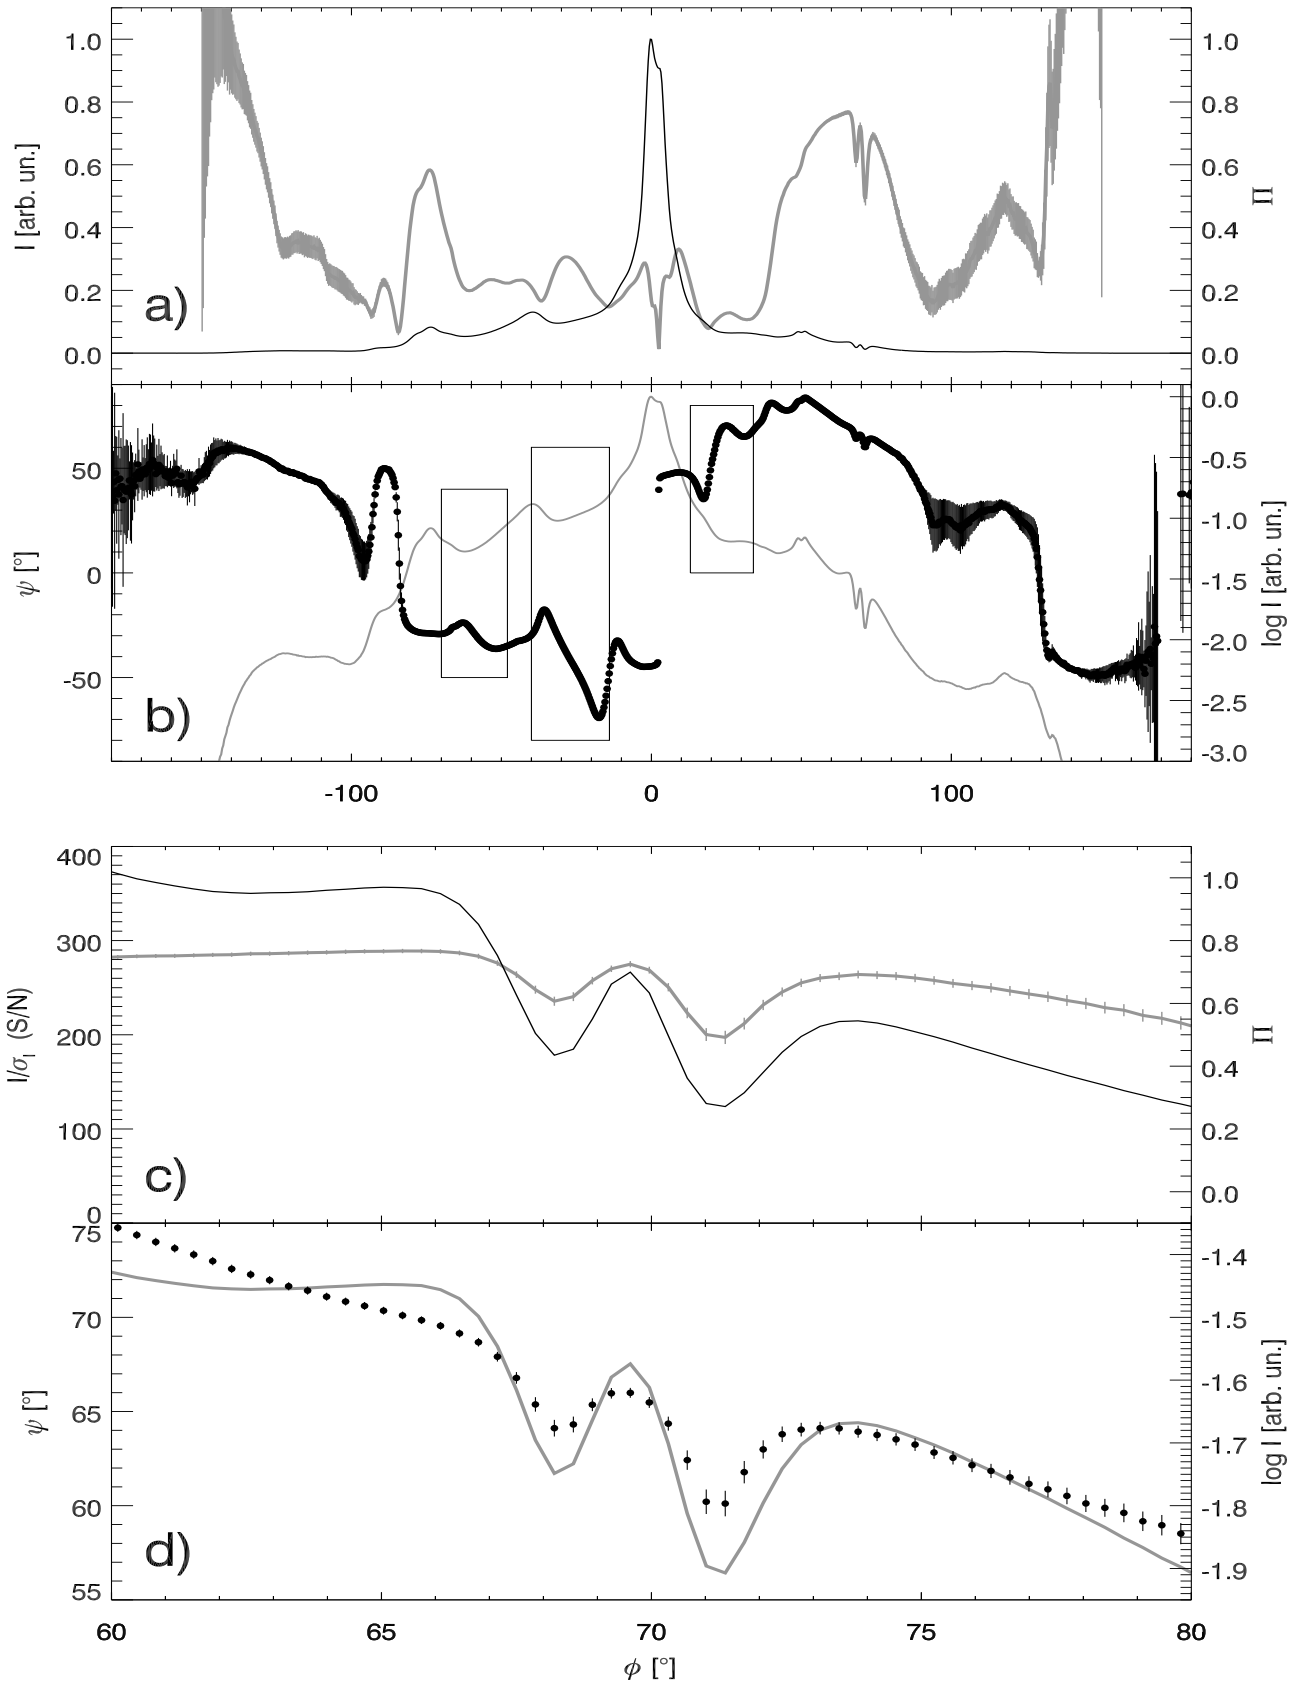 1.0
0.8
0.6
0.4
0.2
0.0
I [arb. un.]
a)
1.0
0.8
0.6
0.4
0.2
0.0
Π
50
0
-50
ψ [°]
b)
0.0
-0.5
-1.0
-1.5
-2.0
-2.5
-3.0
log I [arb. un.]
-100 0 100
400
300
200
100
0
I/σ_I (S/N)
c)
1.0
0.8
0.6
0.4
0.2
0.0
Π
75
70
65
60
55
ψ [°]
d)
-1.4
-1.5
-1.6
-1.7
-1.8
-1.9
log I [arb. un.]
60 65 70 75 80
ϕ [°]